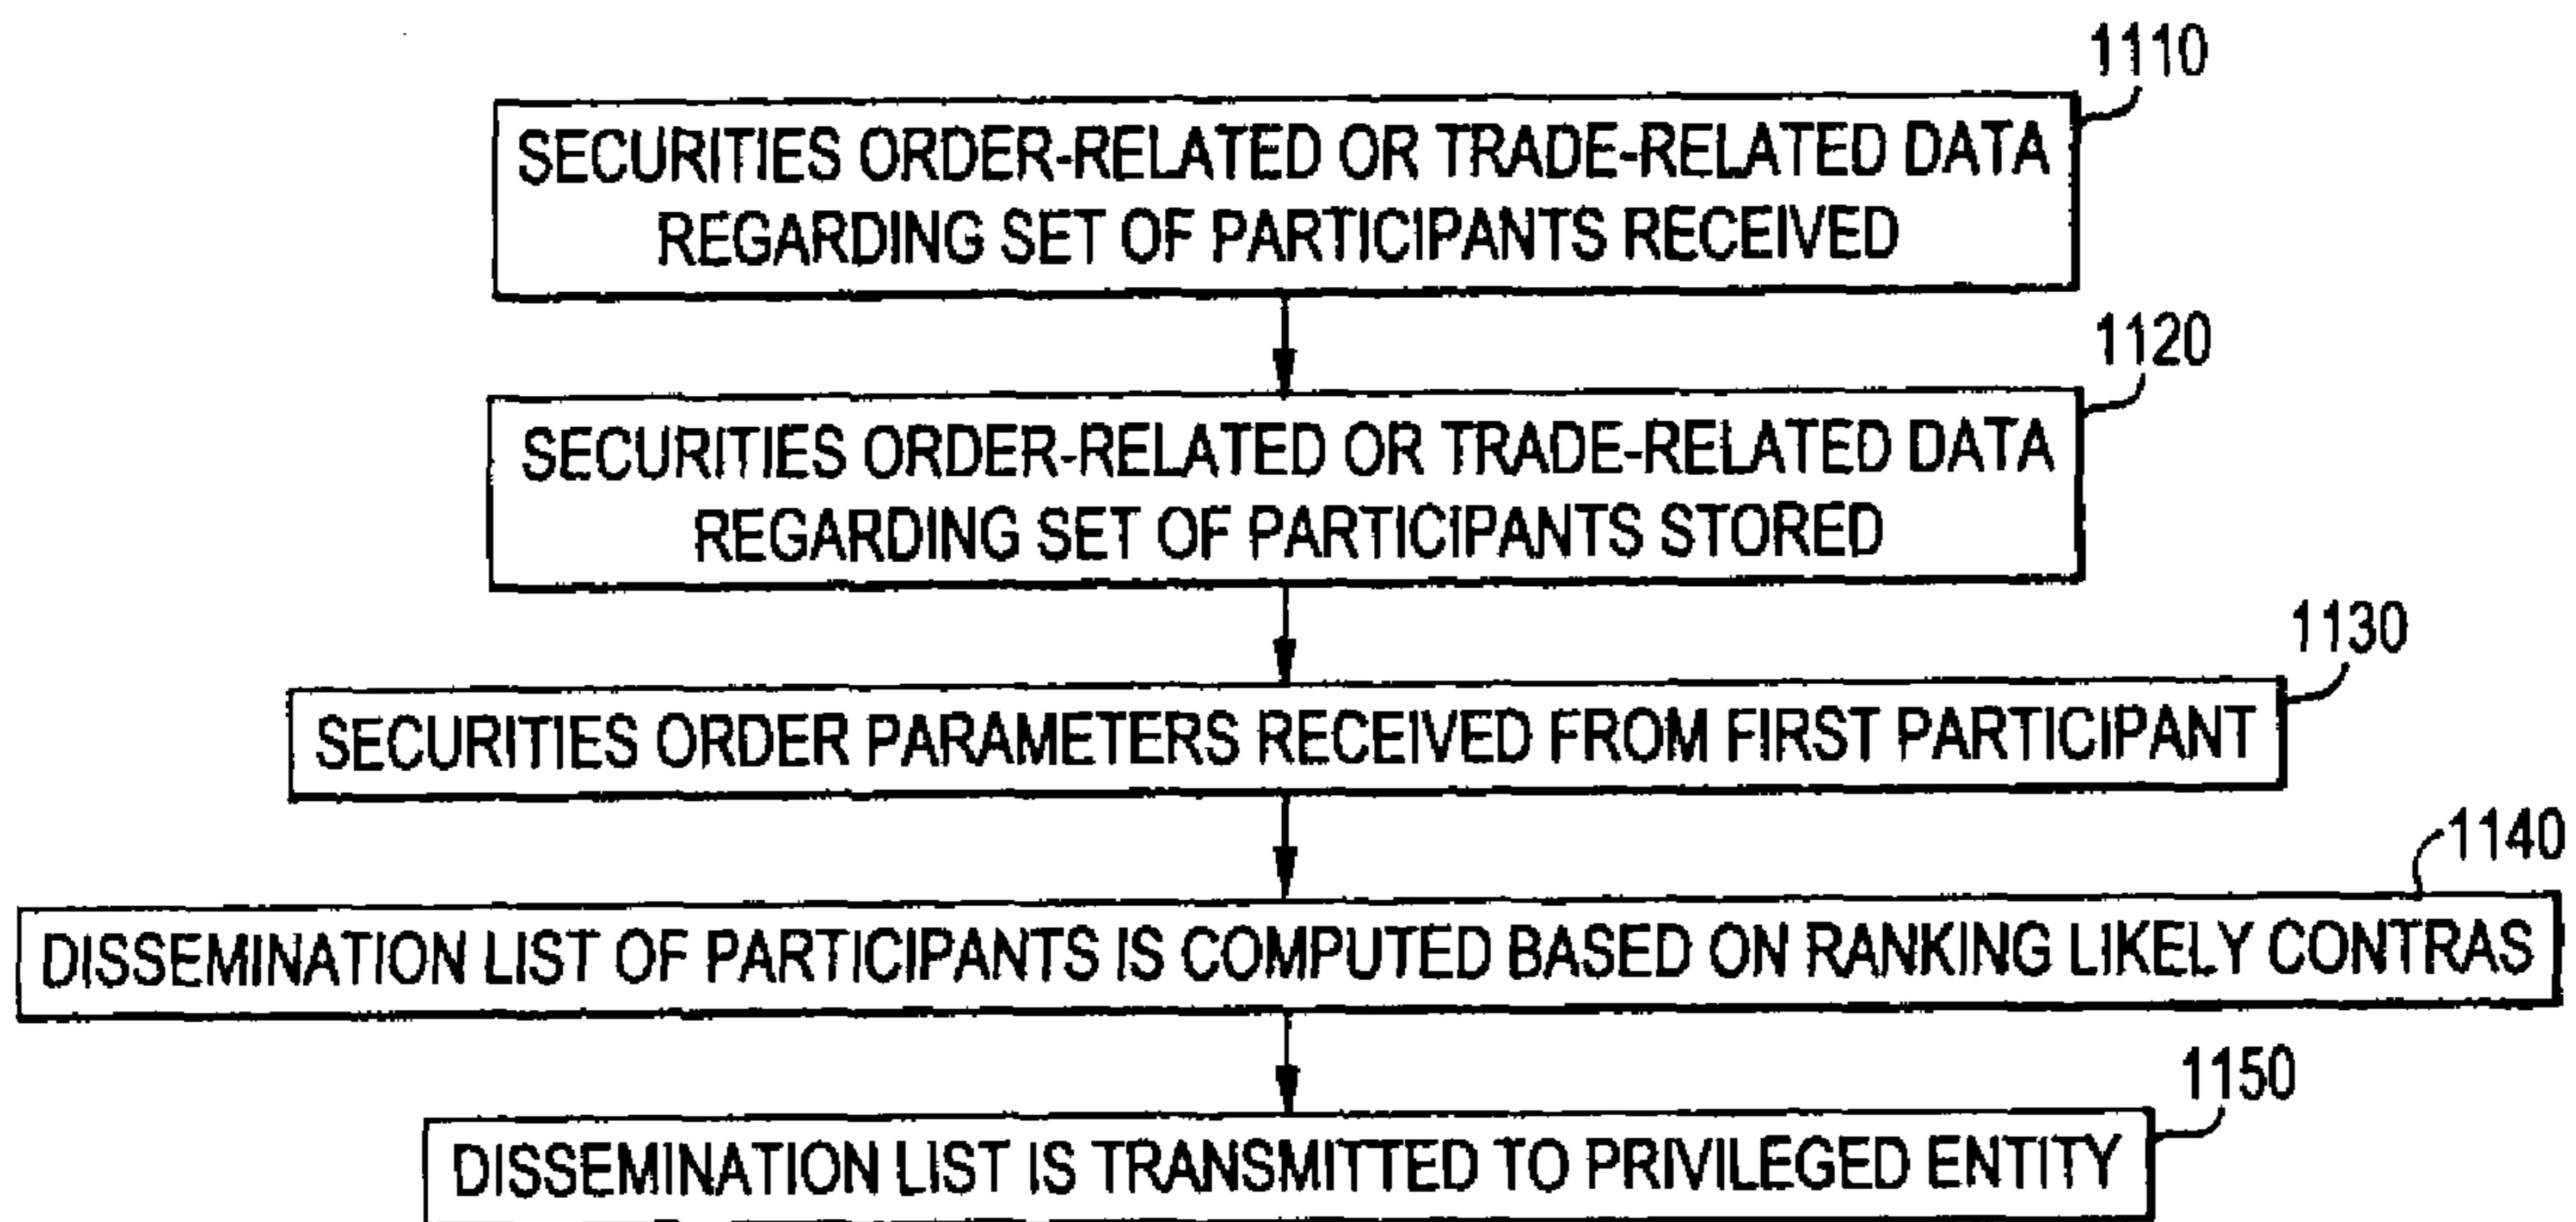 1110
SECURITIES ORDER-RELATED OR TRADE-RELATED DATA
REGARDING SET OF PARTICIPANTS RECEIVED
1120
SECURITIES ORDER-RELATED OR TRADE-RELATED DATA
REGARDING SET OF PARTICIPANTS STORED
1130
SECURITIES ORDER PARAMETERS RECEIVED FROM FIRST PARTICIPANT
1140
DISSEMINATION LIST OF PARTICIPANTS IS COMPUTED BASED ON RANKING LIKELY CONTRAS
1150
DISSEMINATION LIST IS TRANSMITTED TO PRIVILEGED ENTITY